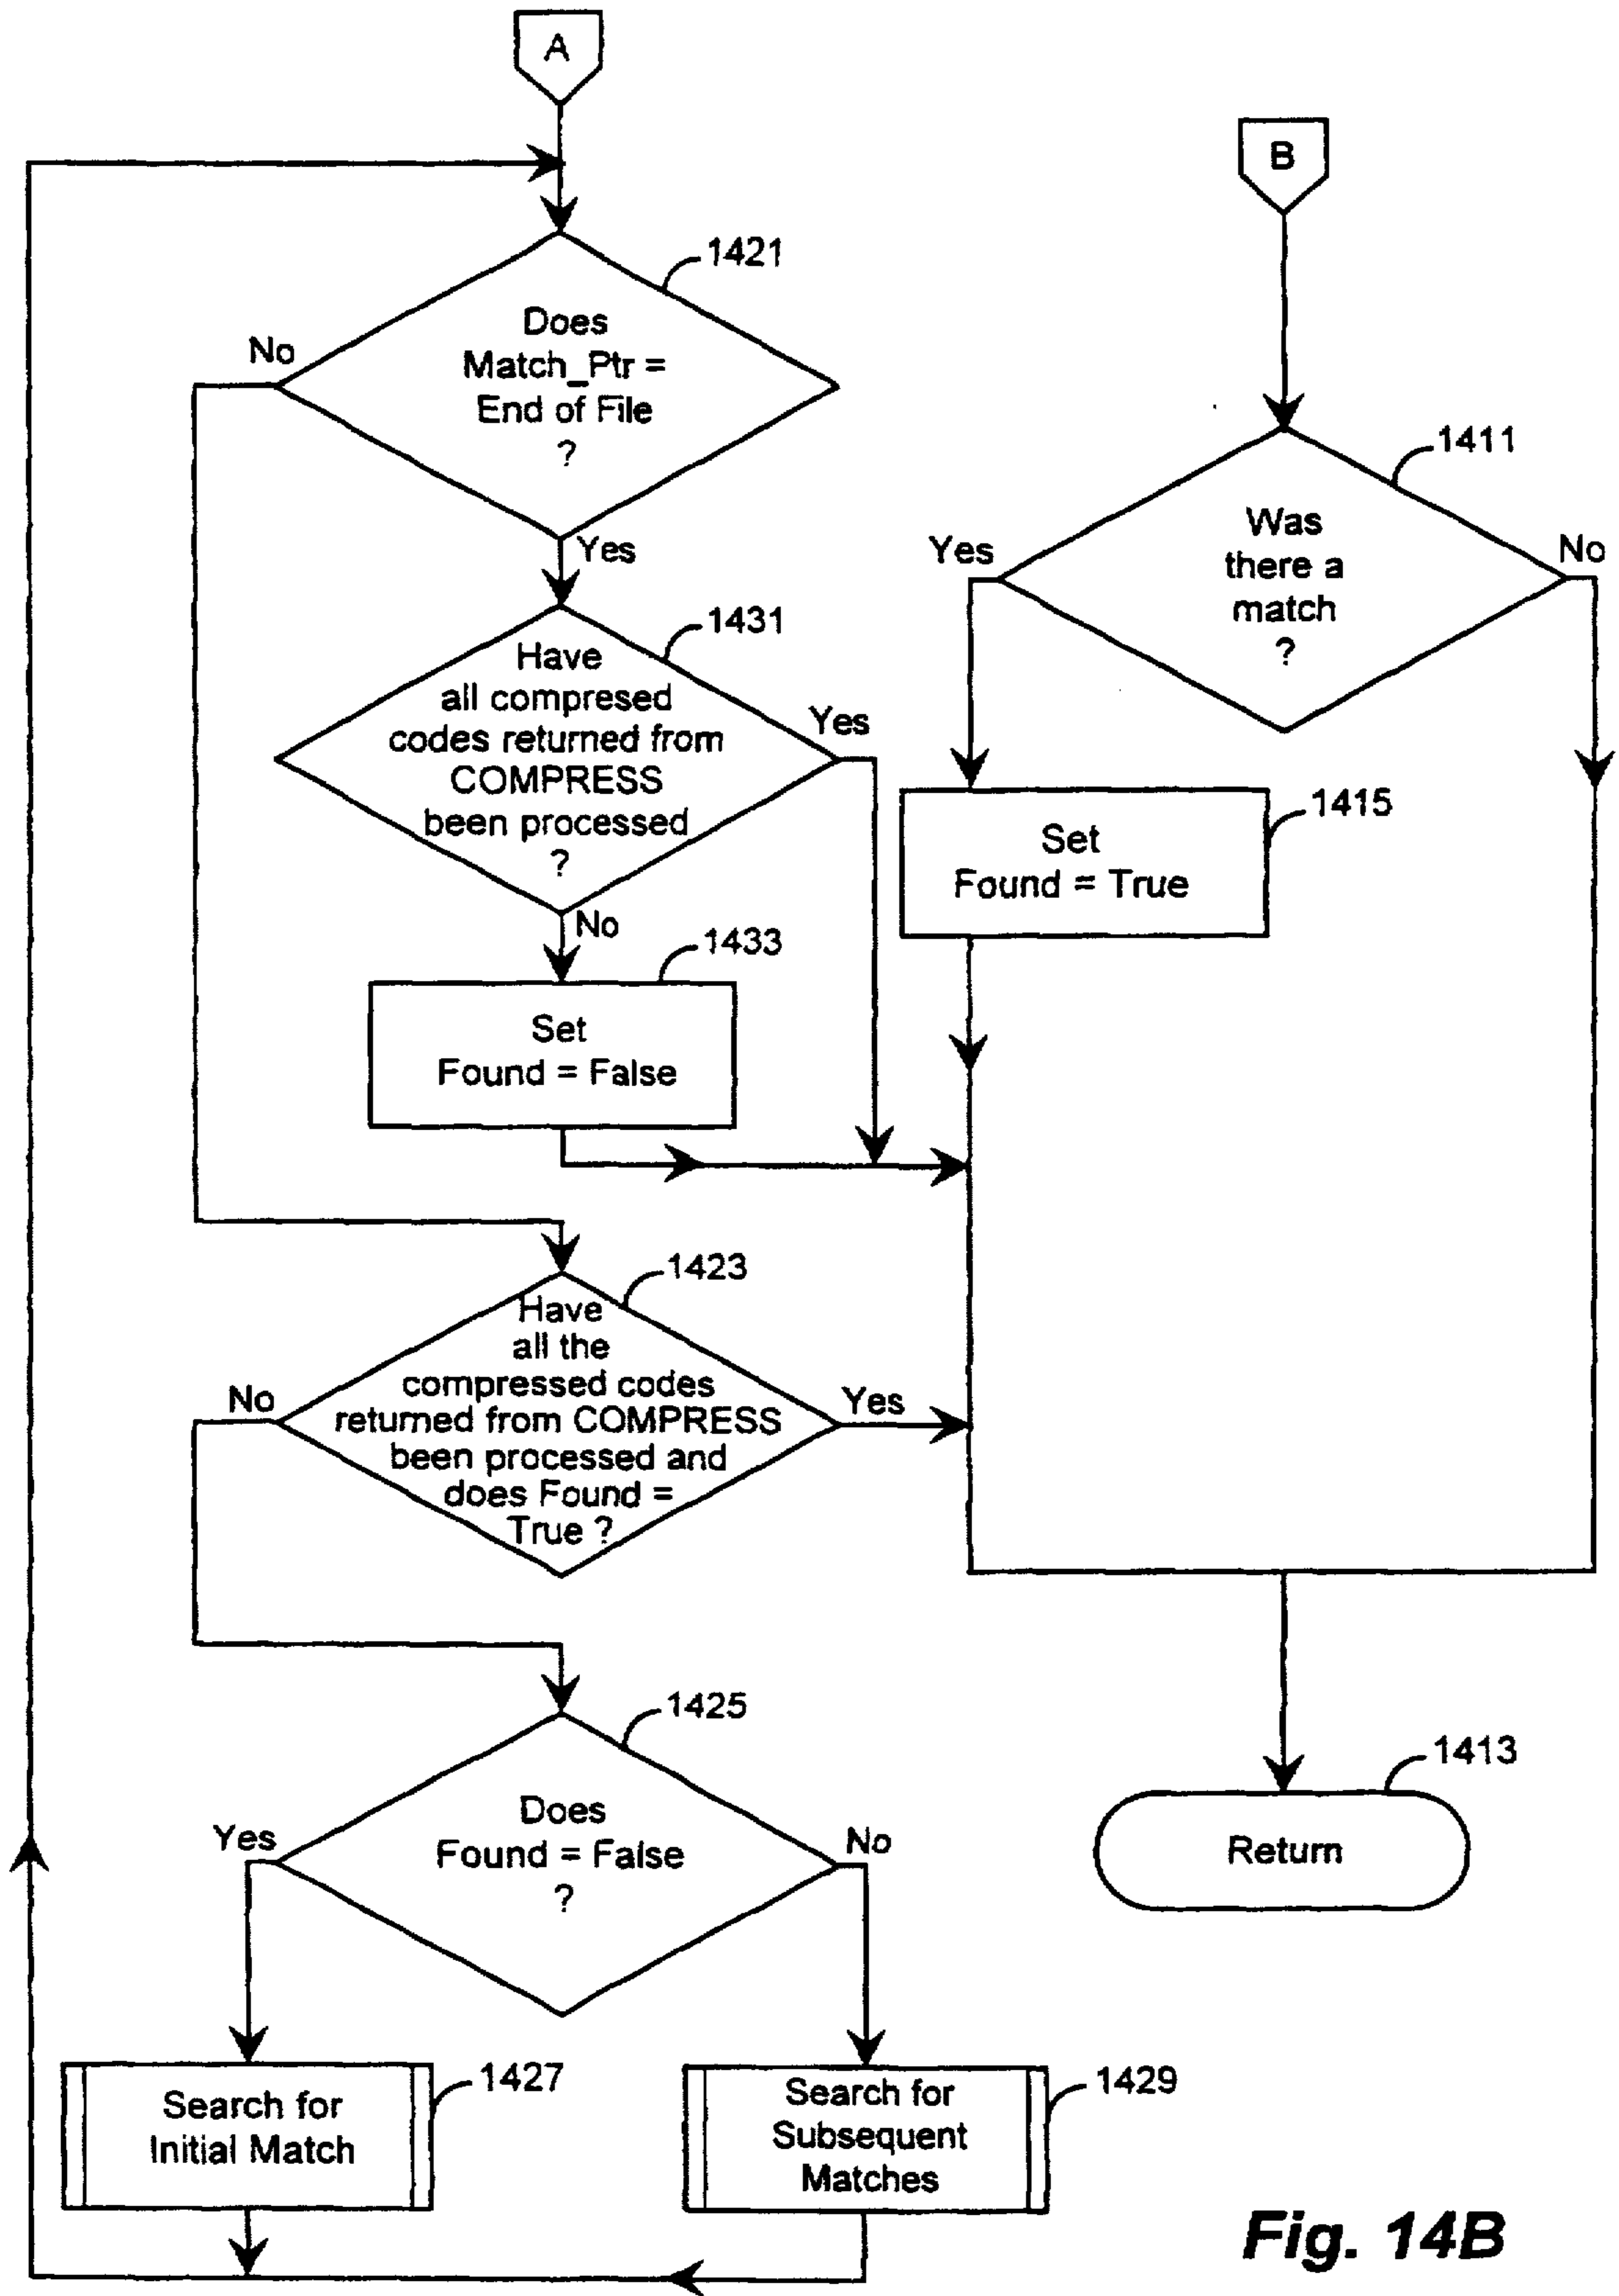 A
B
1421
Does
Match_Ptr =
End of File
?
No
Yes
1411
Was
there a
match
?
Yes
No
1431
Have
all compresed
codes returned from
COMPRESS
been processed
?
Yes
No
1415
Set
Found = True
1433
Set
Found = False
1423
Have
all the
compressed codes
returned from COMPRESS
been processed and
does Found =
True ?
No
Yes
1425
Does
Found = False
?
Yes
No
1413
Return
1427
Search for
Initial Match
1429
Search for
Subsequent
Matches
Fig. 14B